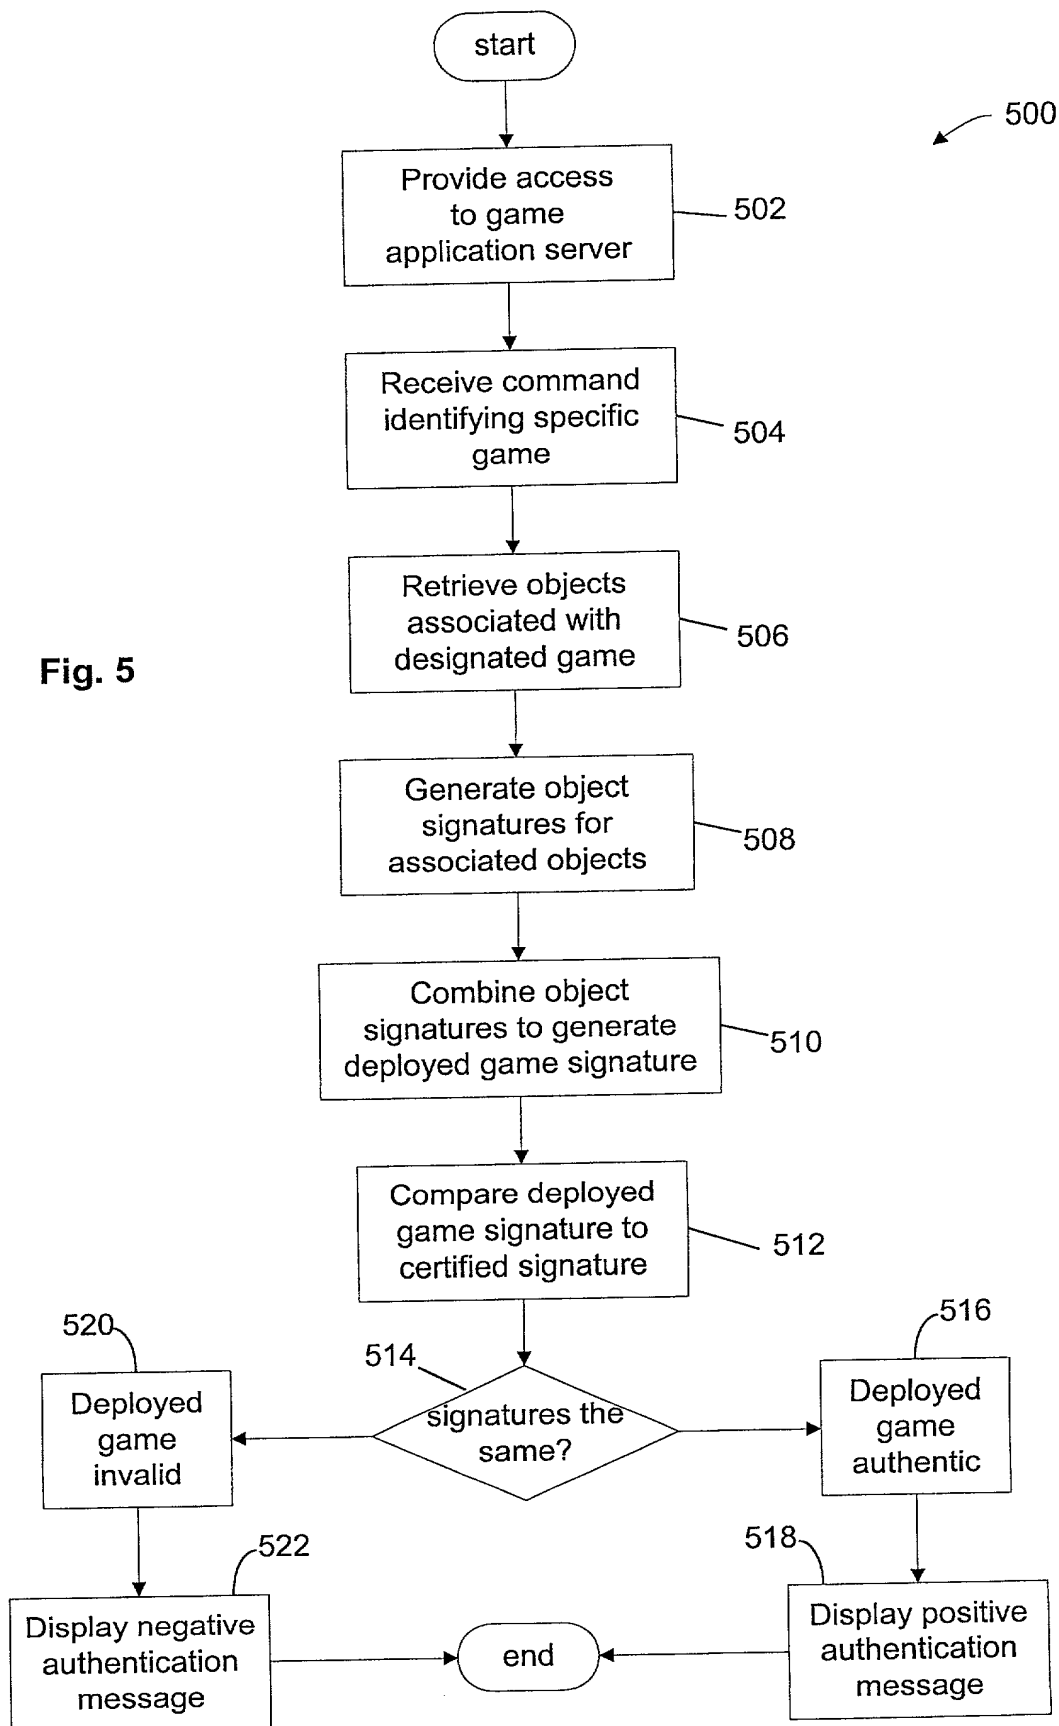 start
500
Provide access
to game
application server
502
Receive command
identifying specific
game
504
Retrieve objects
associated with
designated game
506
Fig. 5
Generate object
signatures for
associated objects
508
Combine object
signatures to generate
deployed game signature
510
Compare deployed
game signature to
certified signature
512
514
signatures the
same?
520
Deployed
game
invalid
516
Deployed
game
authentic
522
Display negative
authentication
message
518
Display positive
authentication
message
end